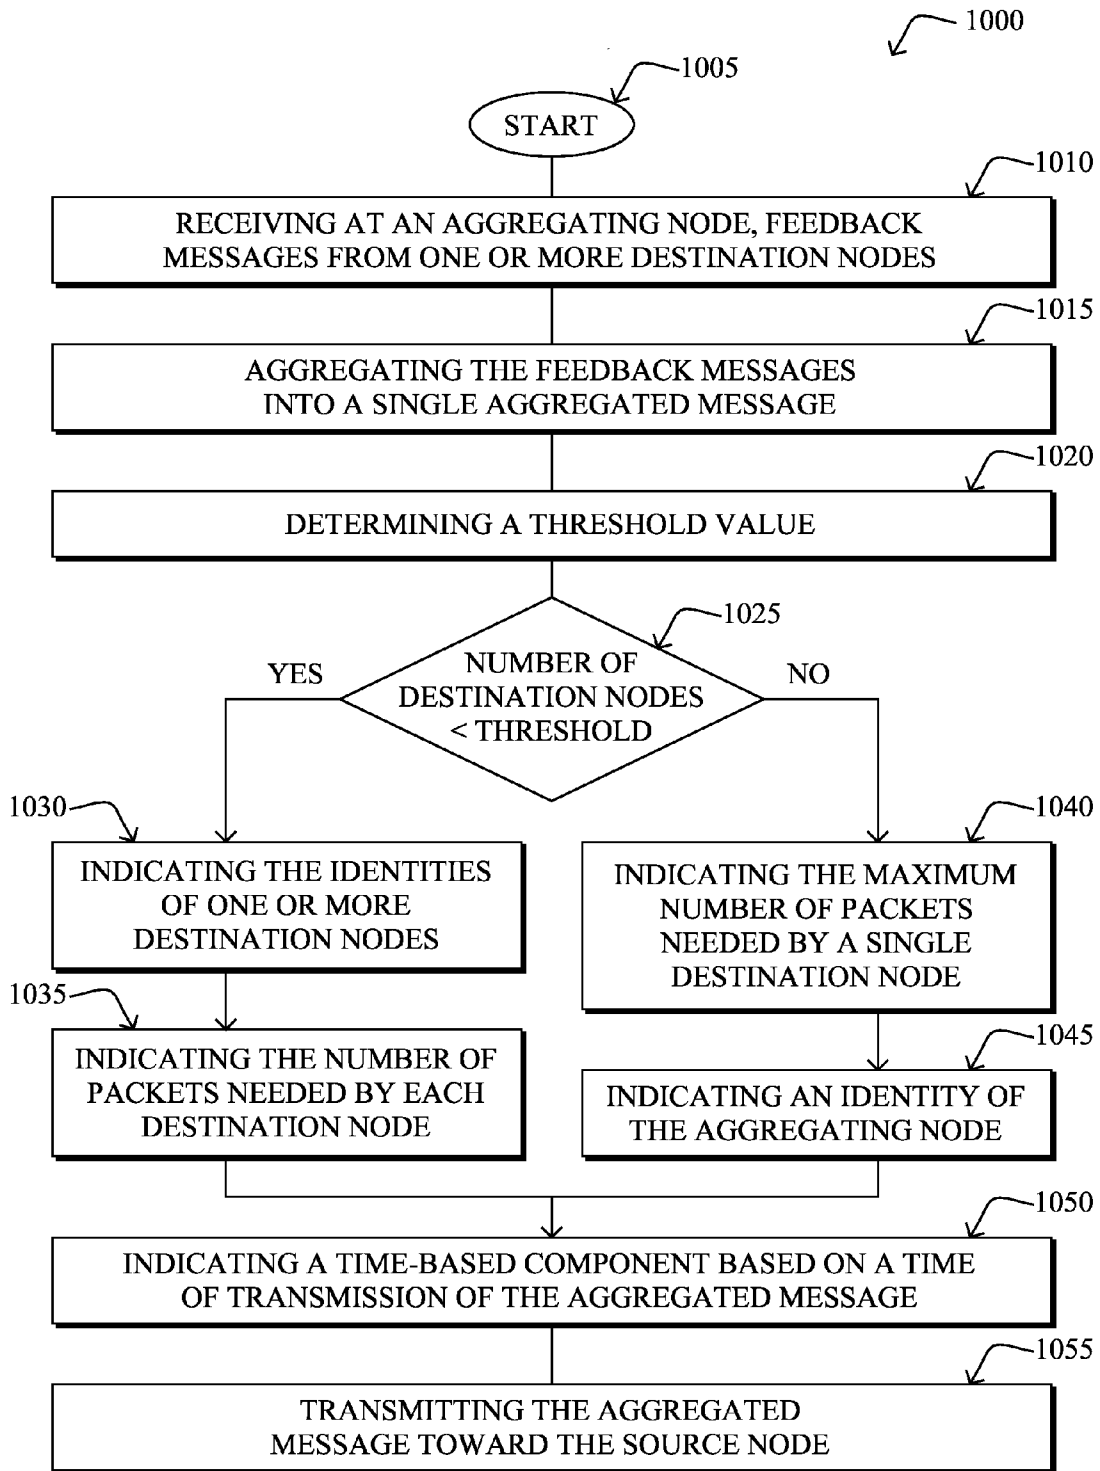 1000
1005
START
1010
RECEIVING AT AN AGGREGATING NODE, FEEDBACK
MESSAGES FROM ONE OR MORE DESTINATION NODES
1015
AGGREGATING THE FEEDBACK MESSAGES
INTO A SINGLE AGGREGATED MESSAGE
1020
DETERMINING A THRESHOLD VALUE
1025
YES
NUMBER OF
DESTINATION NODES
< THRESHOLD
NO
1030
INDICATING THE IDENTITIES
OF ONE OR MORE
DESTINATION NODES
1040
INDICATING THE MAXIMUM
NUMBER OF PACKETS
NEEDED BY A SINGLE
DESTINATION NODE
1035
INDICATING THE NUMBER OF
PACKETS NEEDED BY EACH
DESTINATION NODE
1045
INDICATING AN IDENTITY OF
THE AGGREGATING NODE
1050
INDICATING A TIME-BASED COMPONENT BASED ON A TIME
OF TRANSMISSION OF THE AGGREGATED MESSAGE
1055
TRANSMITTING THE AGGREGATED
MESSAGE TOWARD THE SOURCE NODE